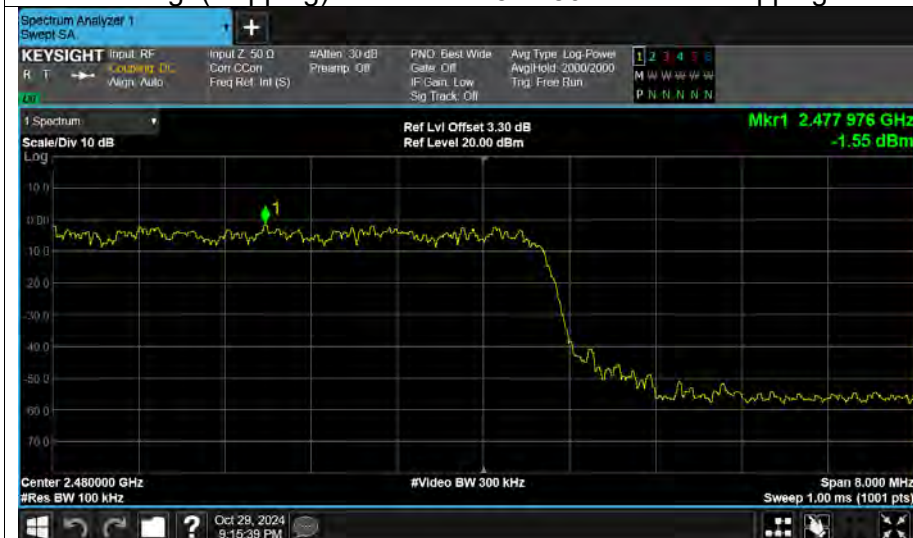 Spectrum Analyzer 1
Swept SA
+
KEYSIGHT Input: RF
R T Coupling: DC
Align: Auto
Input Z: 50 Ω
Corr CCorr
Freq Ref: Int (S)
#Atten: 30 dB
Preamp: Off
PNO: Best Wide
Gate: Off
IF Gain: Low
Sig Track: Off
Avg Type: Log-Power
Avg|Hold: 2000/2000
Trig: Free Run
1 2 3 4 5 6
M W W W W W
P N N N N N
1 Spectrum
Scale/Div 10 dB
Log
Ref Lvl Offset 3.30 dB
Ref Level 20.00 dBm
Mkr1 2.477 976 GHz
-1.55 dBm
10.0
0.00
-10.0
-20.0
-30.0
-40.0
-50.0
-60.0
-70.0
1
Center 2.480000 GHz
#Res BW 100 kHz
#Video BW 300 kHz
Span 8.000 MHz
Sweep 1.00 ms (1001 pts)
?
Oct 29, 2024
9:15:39 PM